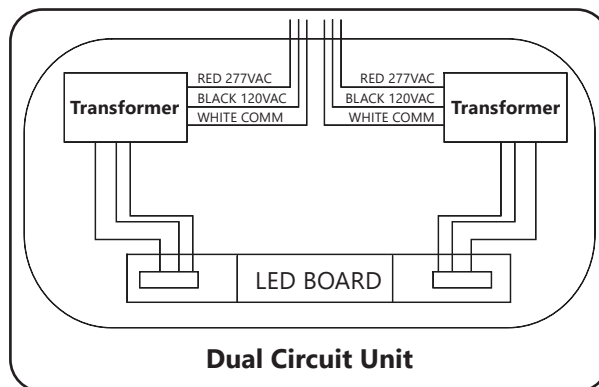 RED 277VAC
BLACK 120VAC
WHITE COMM
Transformer
RED 277VAC
BLACK 120VAC
WHITE COMM
Transformer
LED BOARD
Dual Circuit Unit